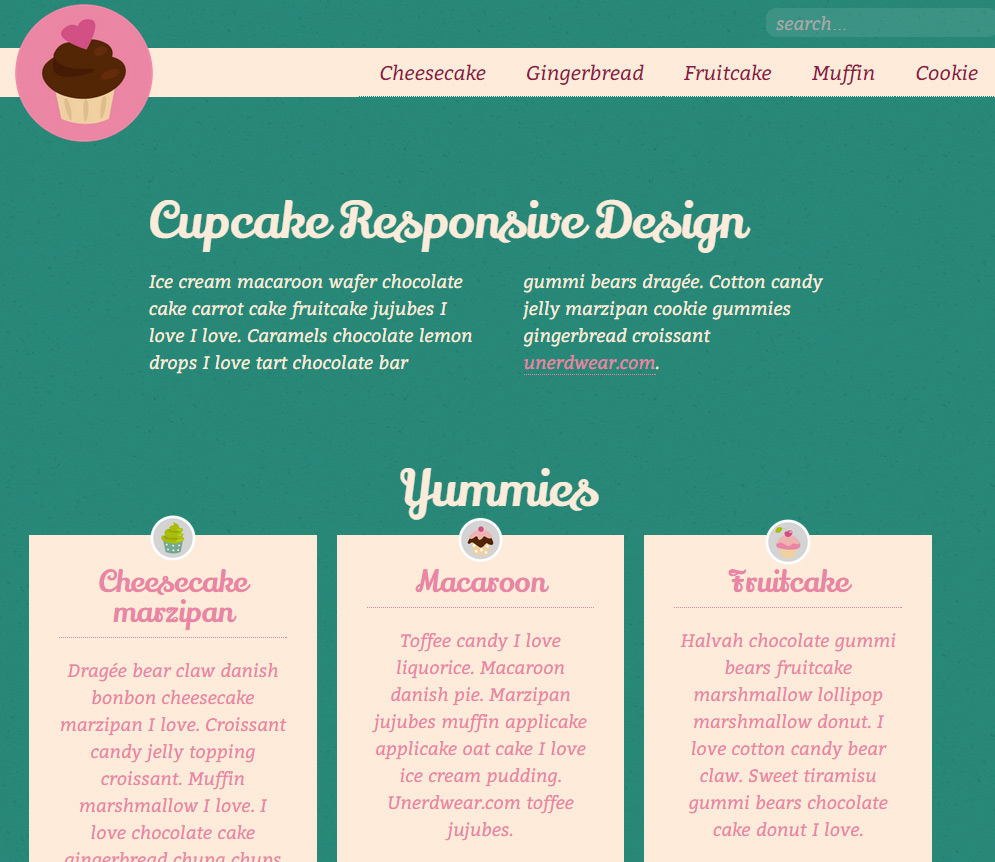 search...
Cheesecake Gingerbread Fruitcake Muffin Cookie
Cupcake Responsive Design
Ice cream macaroon wafer chocolate
cake carrot cake fruitcake jujubes I
love I love. Caramels chocolate lemon
drops I love tart chocolate bar
gummi bears dragée. Cotton candy
jelly marzipan cookie gummies
gingerbread croissant
unerdwear.com.
Yummies
Cheesecake
marzipan
Dragée bear claw danish
bonbon cheesecake
marzipan I love. Croissant
candy jelly topping
croissant. Muffin
marshmallow I love. I
love chocolate cake
gingerbread chupa chups
Macaroon
Toffee candy I love
liquorice. Macaroon
danish pie. Marzipan
jujubes muffin applicake
applicake oat cake I love
ice cream pudding.
Unerdwear.com toffee
jujubes.
Fruitcake
Halvah chocolate gummi
bears fruitcake
marshmallow lollipop
marshmallow donut. I
love cotton candy bear
claw. Sweet tiramisu
gummi bears chocolate
cake donut I love.